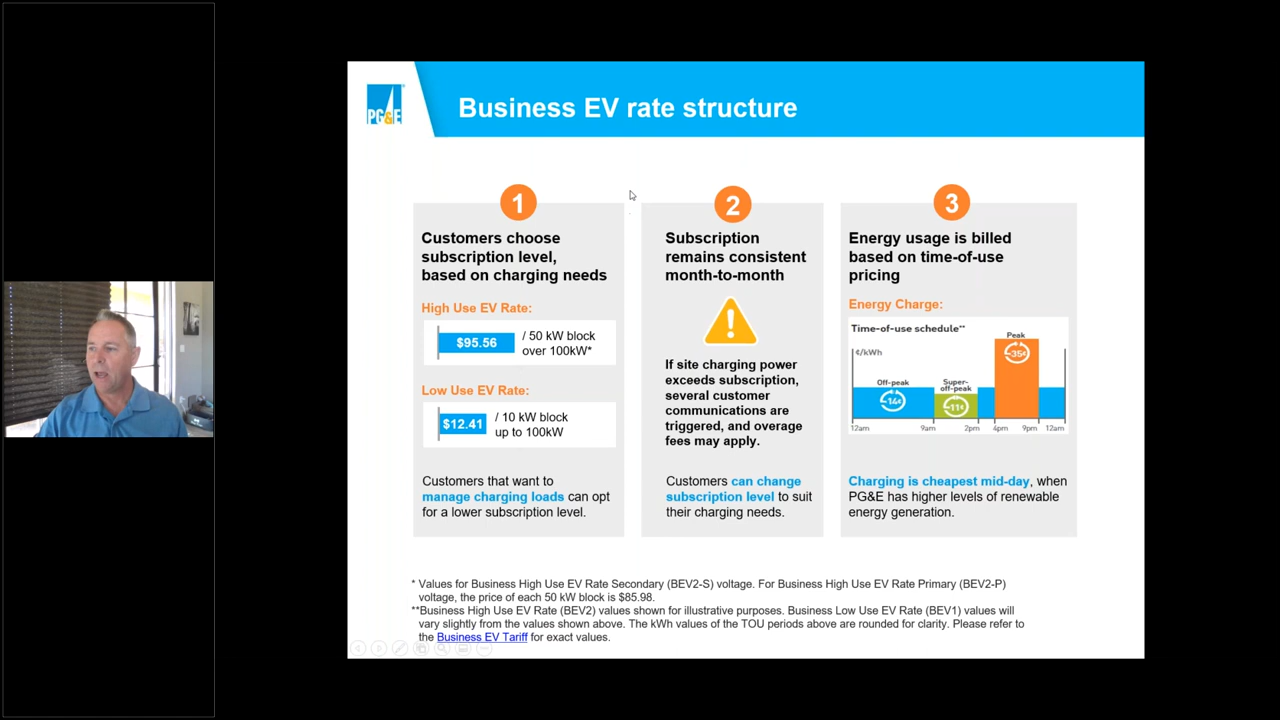 PG&E
Business EV rate structure
1
Customers choose
subscription level,
based on charging needs
High Use EV Rate:
$95.56
/ 50 kW block
over 100kW*
Low Use EV Rate:
$12.41
/ 10 kW block
up to 100kW
Customers that want to
manage charging loads can opt
for a lower subscription level.
2
Subscription
remains consistent
month-to-month
If site charging power
exceeds subscription,
several customer
communications are
triggered, and overage
fees may apply.
Customers can change
subscription level to suit
their charging needs.
3
Energy usage is billed
based on time-of-use
pricing
Energy Charge:
Time-of-use schedule**
¢/kWh
Peak
35¢
Off-peak
14¢
Super-
off-peak
11¢
12am 9am 2pm 4pm 9pm 12am
Charging is cheapest mid-day, when
PG&E has higher levels of renewable
energy generation.
* Values for Business High Use EV Rate Secondary (BEV2-S) voltage. For Business High Use EV Rate Primary (BEV2-P)
voltage, the price of each 50 kW block is $85.98.
**Business High Use EV Rate (BEV2) values shown for illustrative purposes. Business Low Use EV Rate (BEV1) values will
vary slightly from the values shown above. The kWh values of the TOU periods above are rounded for clarity. Please refer to
the Business EV Tariff for exact values.